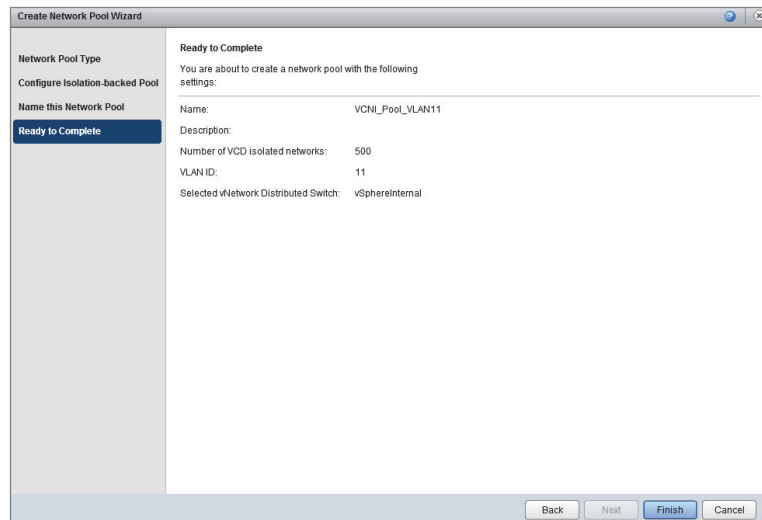 Create Network Pool Wizard
Network Pool Type
Configure Isolation-backed Pool
Name this Network Pool
Ready to Complete
Ready to Complete
You are about to create a network pool with the following
settings:
Name: VCNI_Pool_VLAN11
Description:
Number of VCD isolated networks: 500
VLAN ID: 11
Selected vNetwork Distributed Switch: vSphereInternal
Back Next Finish Cancel